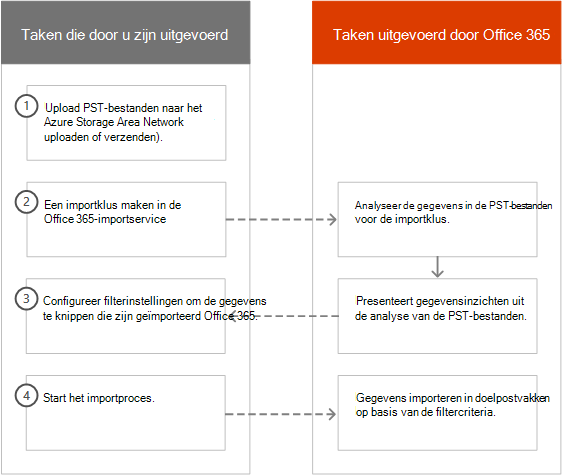 Taken die door u zijn uitgevoerd
Taken uitgevoerd door Office 365
1
Upload PST-bestanden naar het
Azure Storage Area Network
uploaden of verzenden).
2
Een importklus maken in de
Office 365-importservice
Analyseer de gegevens in de PST-bestanden
voor de importklus.
3
Configureer filterinstellingen om de gegevens
te knippen die zijn geïmporteerd Office 365.
Presenteert gegevensinzichten uit
de analyse van de PST-bestanden.
4
Start het importproces.
Gegevens importeren in doelpostvakken
op basis van de filtercriteria.